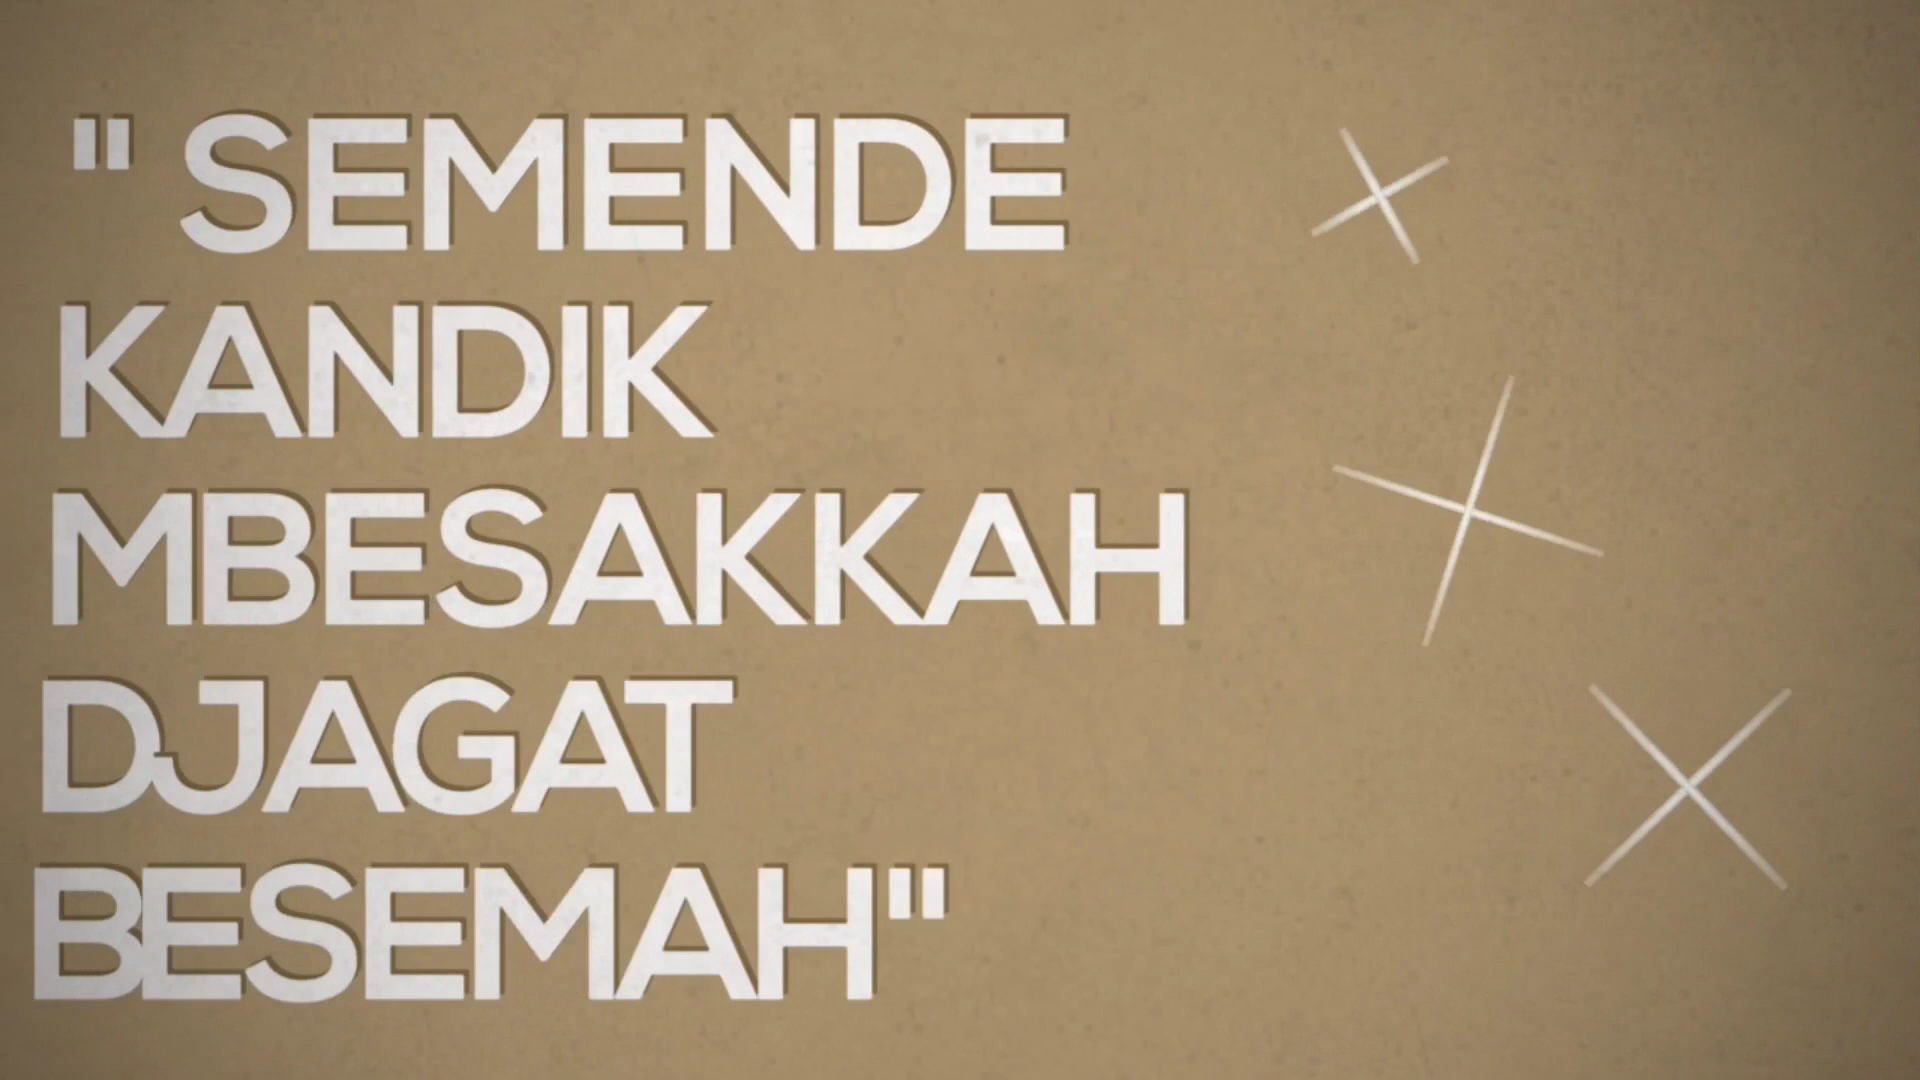 " SEMENDE
KANDIK
MBESAKKAH
DJAGAT
BESEMAH"